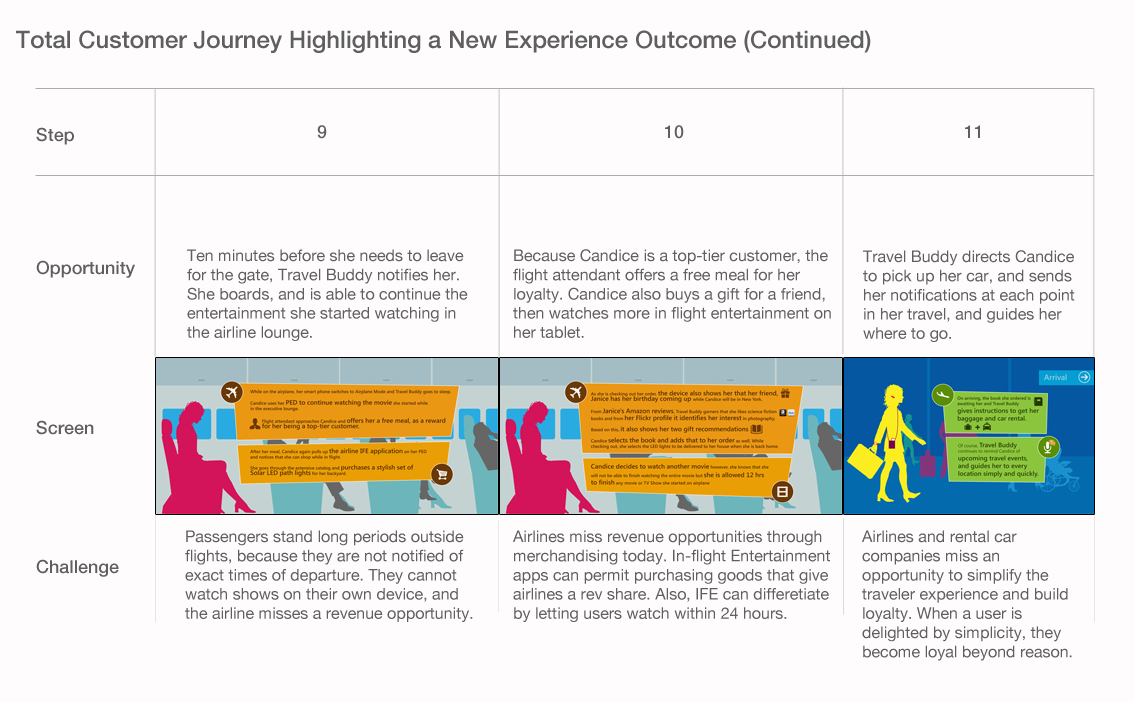 Total Customer Journey Highlighting a New Experience Outcome (Continued)
Step
9
10
11
Opportunity
Ten minutes before she needs to leave
for the gate, Travel Buddy notifies her.
She boards, and is able to continue the
entertainment she started watching in
the airline lounge.
Because Candice is a top-tier customer, the
flight attendant offers a free meal for her
loyalty. Candice also buys a gift for a friend,
then watches more in flight entertainment on
her tablet.
Travel Buddy directs Candice
to pick up her car, and sends
her notifications at each point
in her travel, and guides her
where to go.
Screen
While on the airplane, her smart phone switches to Airplane Mode and Travel Buddy goes to sleep.
Candice uses her PED to continue watching the movie she started while
in the executive lounge.
Flight attendant approaches Candice and offers her a free meal, as a reward
for her being a top-tier customer.
After her meal, Candice again pulls up the airline IFE application on her PED
and notices that she can shop while in flight.
She goes through the extensive catalog and purchases a stylish set of
Solar LED path lights for her backyard.
As she is checking out her order, the device also shows her that her friend,
Janice has her birthday coming up while Candice will be in New York.
From Janice's Amazon reviews, Travel Buddy garners that she likes science fiction
books and from her Flickr profile it identifies her interest in photography.
Based on this, it also shows her two gift recommendations
Candice selects the book and adds that to her order as well. While
checking out, she selects the LED lights to be delivered to her house when she is back home.
Candice decides to watch another movie however, she knows that she
will not be able to finish watching the entire movie but she is allowed 12 hrs
to finish any movie or TV Show she started on airplane
Arrival
On arriving, the book she ordered is
awaiting her and Travel Buddy
gives instructions to get her
baggage and car rental.
+
Of course, Travel Buddy
continues to remind Candice of
upcoming travel events,
and guides her to every
location simply and quickly.
Challenge
Passengers stand long periods outside
flights, because they are not notified of
exact times of departure. They cannot
watch shows on their own device, and
the airline misses a revenue opportunity.
Airlines miss revenue opportunities through
merchandising today. In-flight Entertainment
apps can permit purchasing goods that give
airlines a rev share. Also, IFE can differetiate
by letting users watch within 24 hours.
Airlines and rental car
companies miss an
opportunity to simplify the
traveler experience and build
loyalty. When a user is
delighted by simplicity, they
become loyal beyond reason.